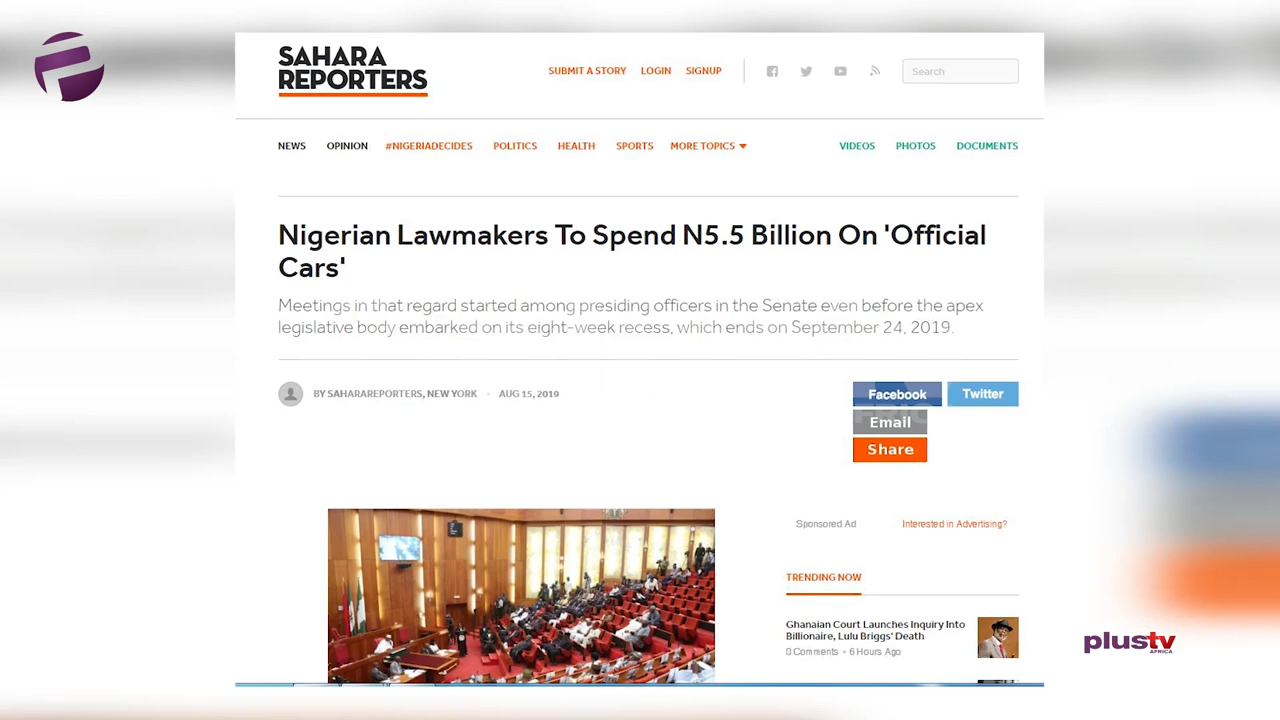 SAHARA
REPORTERS
SUBMIT A STORY LOGIN SIGNUP
Search
NEWS OPINION #NIGERIADECIDES POLITICS HEALTH SPORTS MORE TOPICS VIDEOS PHOTOS DOCUMENTS
Nigerian Lawmakers To Spend N5.5 Billion On 'Official
Cars'
Meetings in that regard started among presiding officers in the Senate even before the apex
legislative body embarked on its eight-week recess, which ends on September 24, 2019.
BY SAHARAREPORTERS, NEW YORK AUG 15, 2019
Facebook Twitter
Email
Share
Sponsored Ad Interested in Advertising?
TRENDING NOW
Ghanaian Court Launches Inquiry Into
Billionaire, Lulu Briggs' Death
0 Comments • 6 Hours Ago
plustv
AFRICA